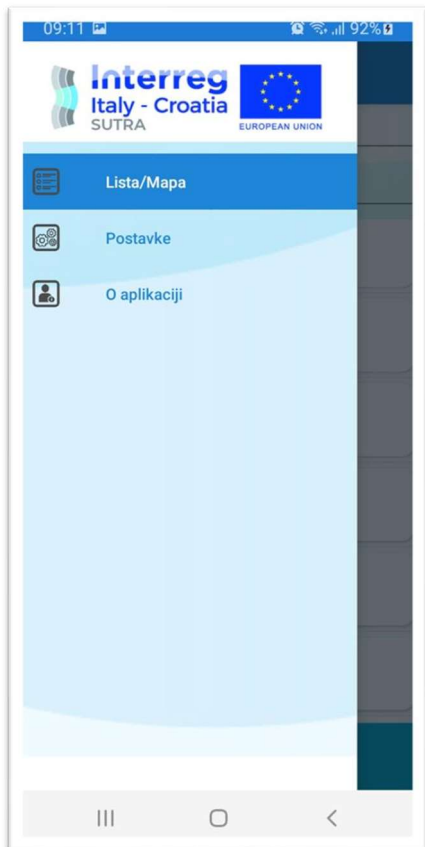 09:11 92%
Interreg
Italy - Croatia
SUTRA
EUROPEAN UNION
Lista/Mapa
Postavke
O aplikaciji